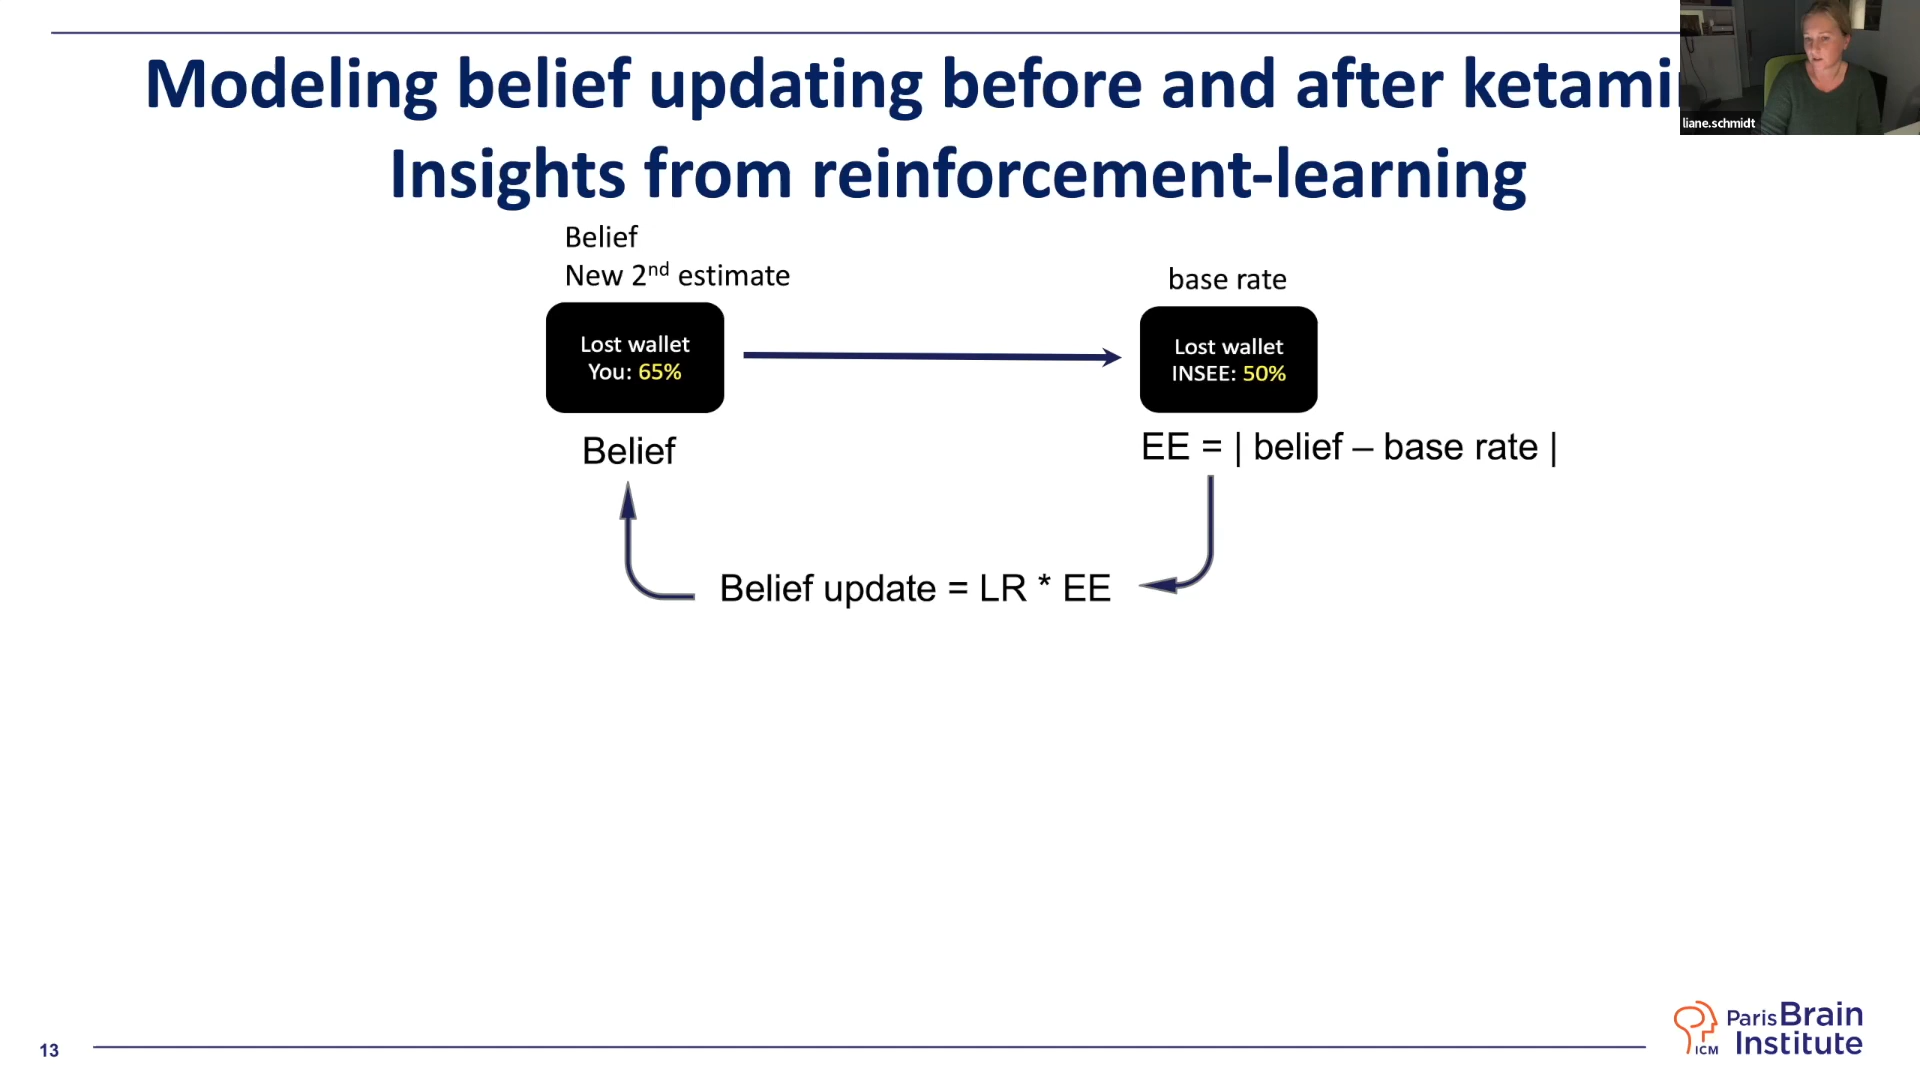 Modeling belief updating before and after ketami
Insights from reinforcement-learning
liane.schmidt
Belief
New 2nd estimate
base rate
Lost wallet
You: 65%
Lost wallet
INSEE: 50%
Belief
EE = | belief – base rate |
Belief update = LR * EE
13
Paris Brain
Institute
ICM